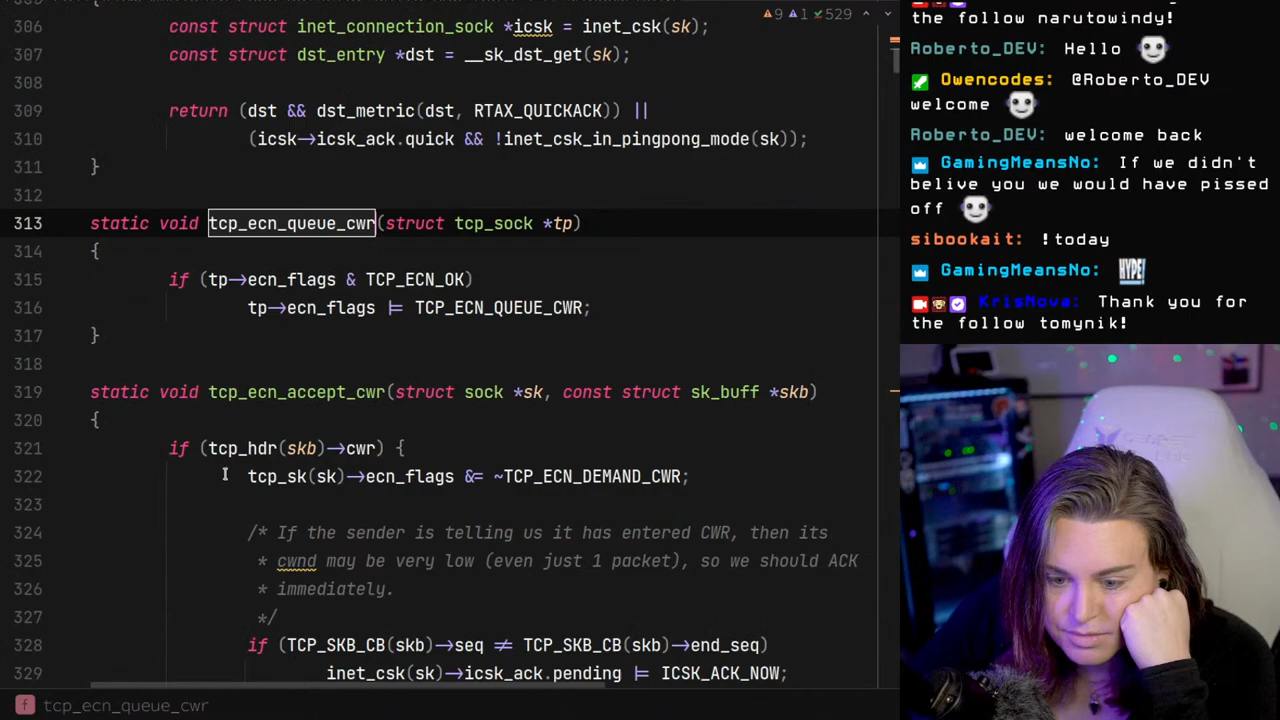 306 const struct inet_connection_sock *icsk = inet_csk(sk);
307 const struct dst_entry *dst = __sk_dst_get(sk);
308
309 return (dst && dst_metric(dst, RTAX_QUICKACK)) ||
310 (icsk->icsk_ack.quick && !inet_csk_in_pingpong_mode(sk));
311 }
312
313 static void tcp_ecn_queue_cwr(struct tcp_sock *tp)
314 {
315 if (tp->ecn_flags & TCP_ECN_OK)
316 tp->ecn_flags |= TCP_ECN_QUEUE_CWR;
317 }
318
319 static void tcp_ecn_accept_cwr(struct sock *sk, const struct sk_buff *skb)
320 {
321 if (tcp_hdr(skb)->cwr) {
322 tcp_sk(sk)->ecn_flags &= ~TCP_ECN_DEMAND_CWR;
323
324 /* If the sender is telling us it has entered CWR, then its
325 * cwnd may be very low (even just 1 packet), so we should ACK
326 * immediately.
327 */
328 if (TCP_SKB_CB(skb)->seq != TCP_SKB_CB(skb)->end_seq)
329 inet_csk(sk)->icsk_ack.pending |= ICSK_ACK_NOW;
9 1 529
f tcp_ecn_queue_cwr
the follow narutowindy!
Roberto_DEV: Hello
Owencodes: @Roberto_DEV
welcome
Roberto_DEV: welcome back
GamingMeansNo: If we didn't
belive you we would have pissed
off
sibookait: !today
GamingMeansNo: HYPE!
KrisNova: Thank you for
the follow tomynik!